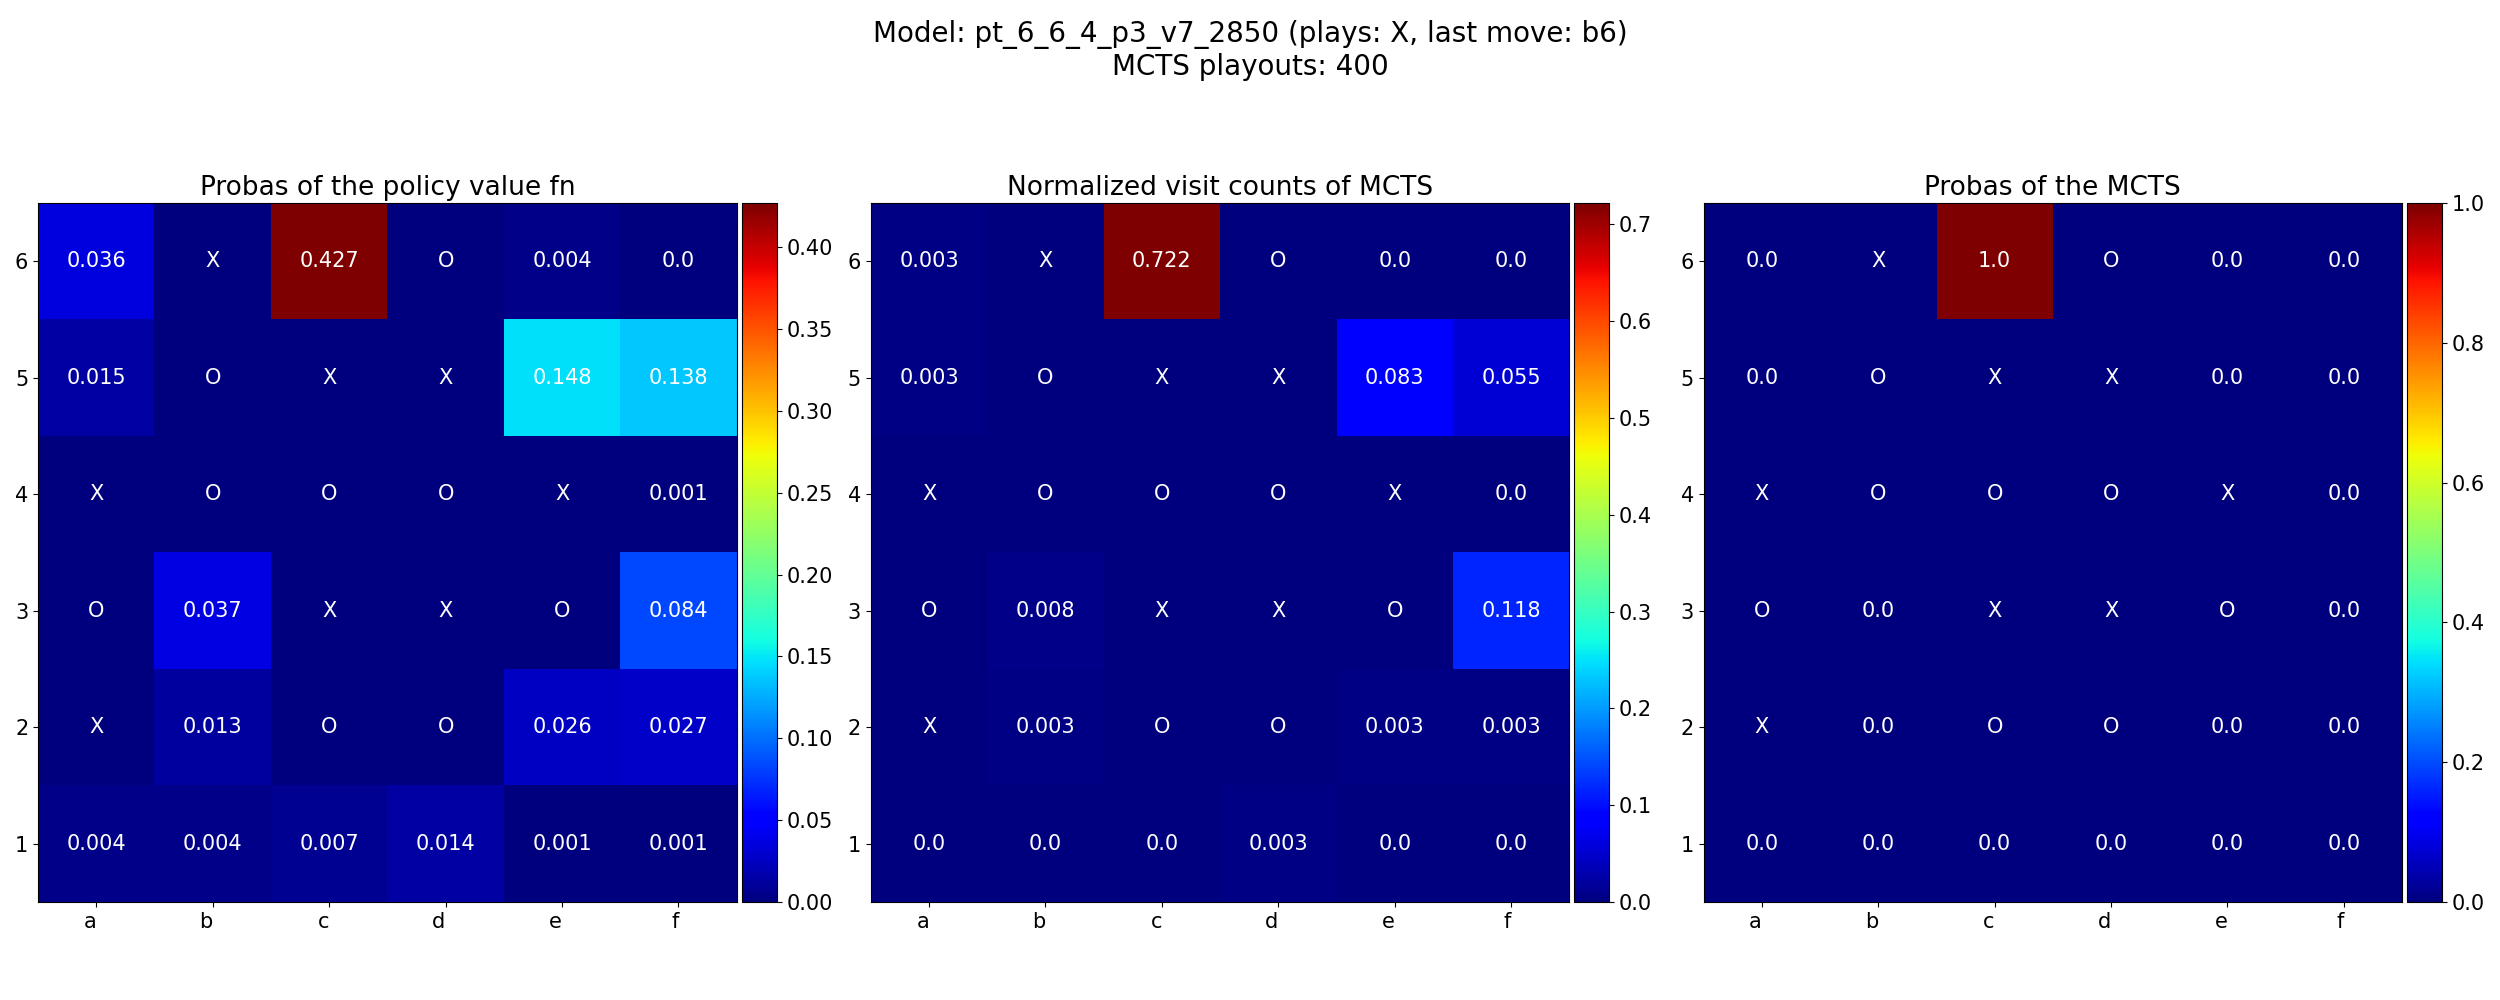 Model: pt_6_6_4_p3_v7_2850 (plays: X, last move: b6)
MCTS playouts: 400
Probas of the policy value fn
6 0.036 X 0.427 O 0.004 0.0
5 0.015 O X X 0.148 0.138
4 X O O O X 0.001
3 O 0.037 X X O 0.084
2 X 0.013 O O 0.026 0.027
1 0.004 0.004 0.007 0.014 0.001 0.001
a b c d e f
0.40
0.35
0.30
0.25
0.20
0.15
0.10
0.05
0.00
Normalized visit counts of MCTS
6 0.003 X 0.722 O 0.0 0.0
5 0.003 O X X 0.083 0.055
4 X O O O X 0.0
3 O 0.008 X X O 0.118
2 X 0.003 O O 0.003 0.003
1 0.0 0.0 0.0 0.003 0.0 0.0
a b c d e f
0.7
0.6
0.5
0.4
0.3
0.2
0.1
0.0
Probas of the MCTS
6 0.0 X 1.0 O 0.0 0.0
5 0.0 O X X 0.0 0.0
4 X O O O X 0.0
3 O 0.0 X X O 0.0
2 X 0.0 O O 0.0 0.0
1 0.0 0.0 0.0 0.0 0.0 0.0
a b c d e f
1.0
0.8
0.6
0.4
0.2
0.0